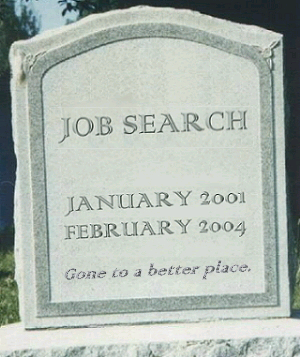 JOB SEARCH
JANUARY 2001
FEBRUARY 2004
Gone to a better place.